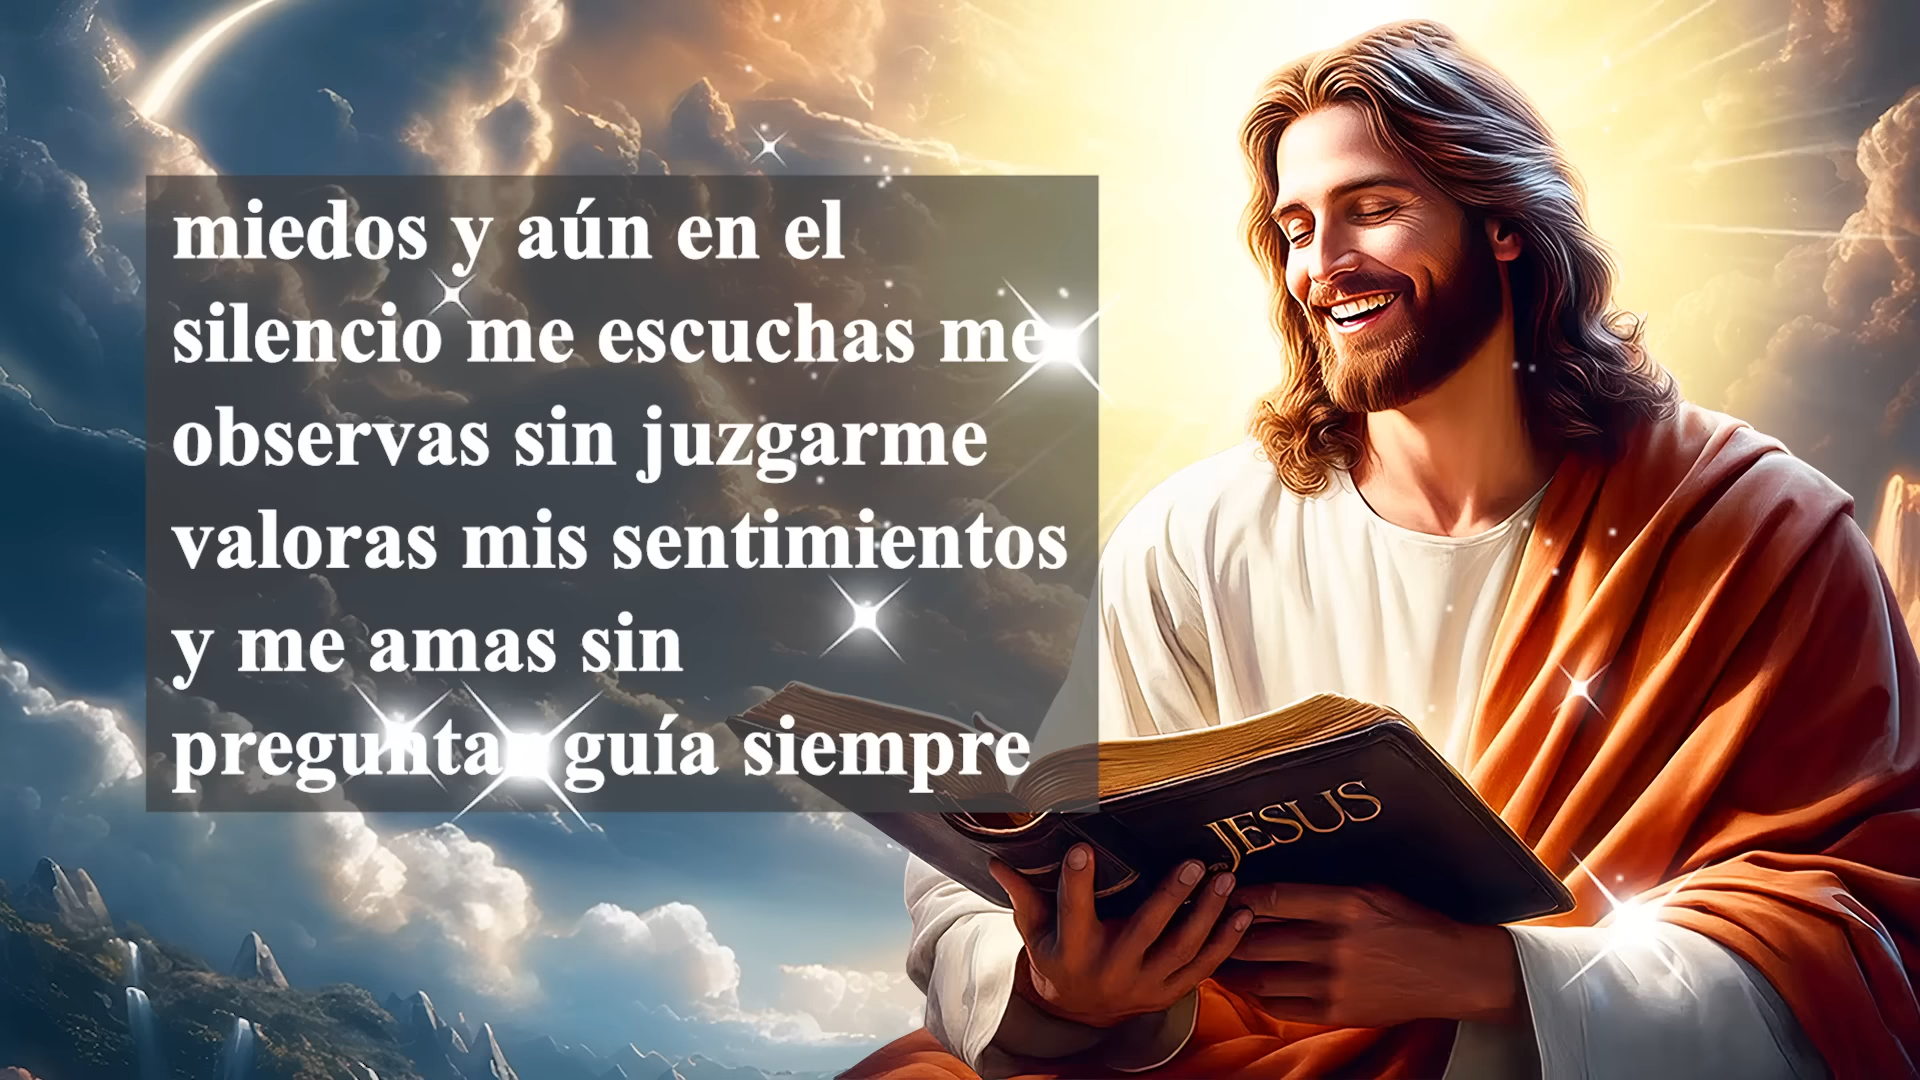 miedos y aún en el
silencio me escuchas me
observas sin juzgarme
valoras mis sentimientos
y me amas sin
preguntas guía siempre
JESUS